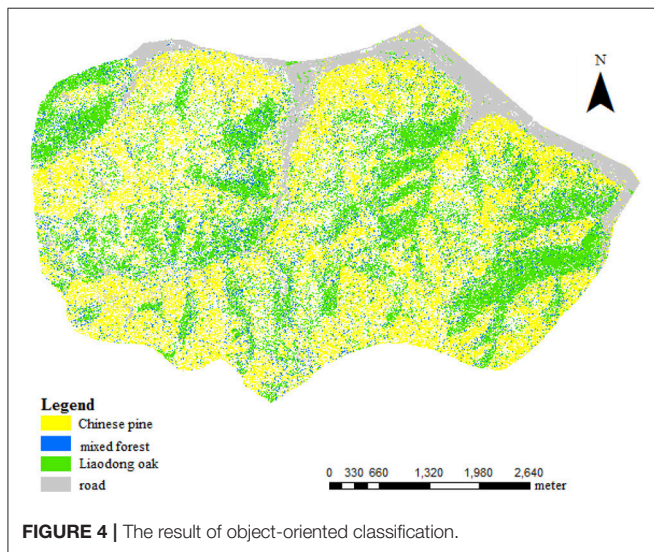 N
Legend
Chinese pine
mixed forest
Liaodong oak
road
0 330 660 1,320 1,980 2,640
meter
FIGURE 4 | The result of object-oriented classification.